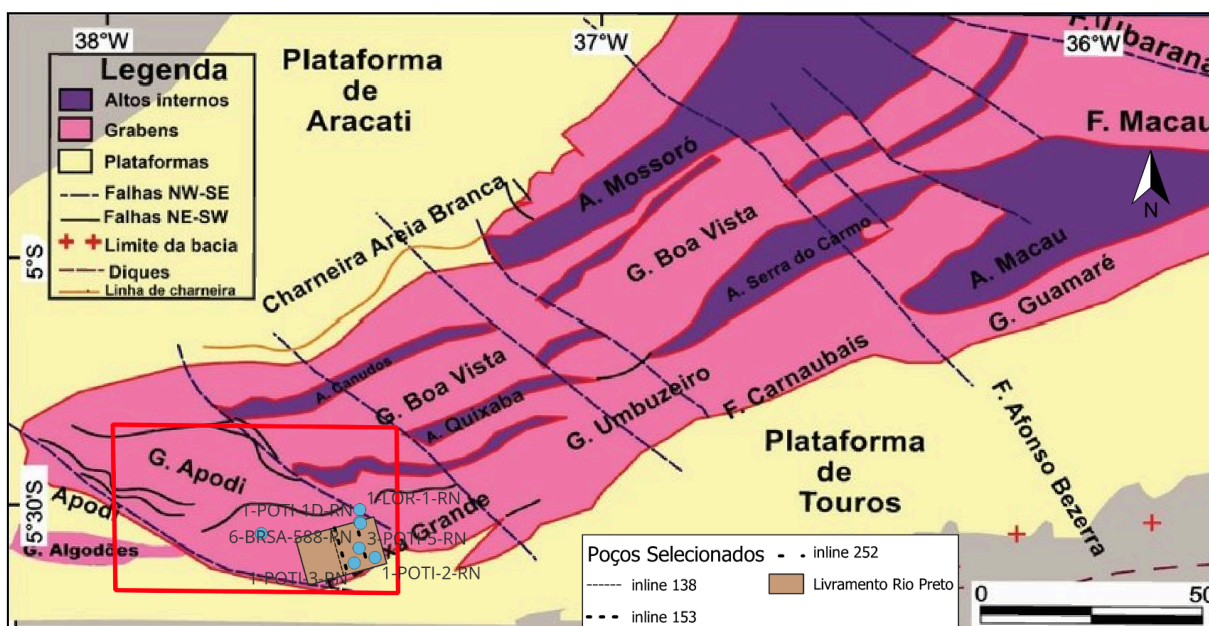 38°W
37°W
36°W
F. Ubarana
Legenda
Altos internos
Grabens
Plataformas
Falhas NW-SE
Falhas NE-SW
Limite da bacia
Diques
Linha de charneira
Plataforma
de
Aracati
F. Macau
N
A. Mossoró
Charneira Areia Branca
5°S
G. Boa Vista
A. Serra do Carmo
A. Macau
G. Guamaré
A. Canudos
G. Boa Vista
A. Quixaba
G. Umbuzeiro
F. Carnaubais
F. Afonso Bezerra
Plataforma
de
Touros
G. Apodi
5°30'S
Apodi
G. Algodões
Grande
1-LOR-1-RN
1-POTI-1D-RN
6-BRSA-588-RN
3-POTI-5-RN
1-POTI-3-RN
1-POTI-2-RN
Poços Selecionados
inline 138
inline 153
inline 252
Livramento Rio Preto
0
50